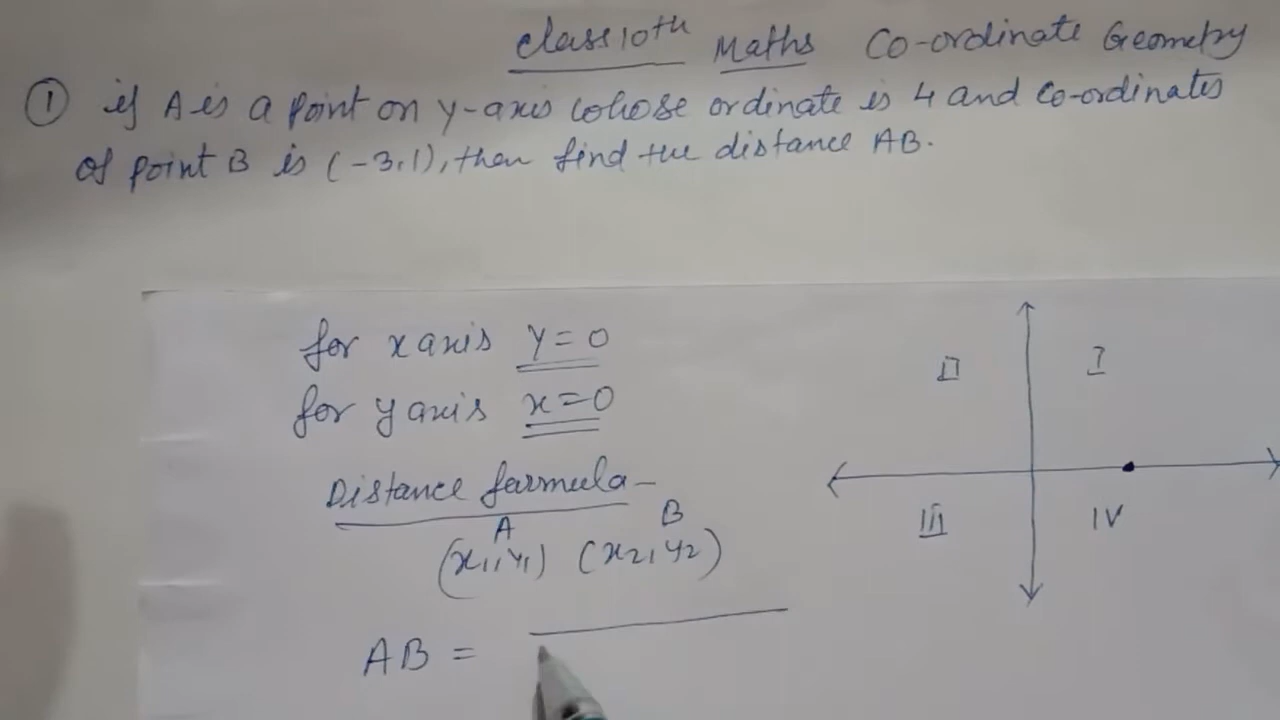 Class 10th Maths Co-ordinate Geometry
① if A is a point on y-axis whose ordinate is 4 and Co-ordinates
of point B is (-3,1), then find the distance AB.
for x axis y=0
for y axis x=0
Distance formula-
A B
(x1,y1) (x2,y2)
AB =
II I
III IV